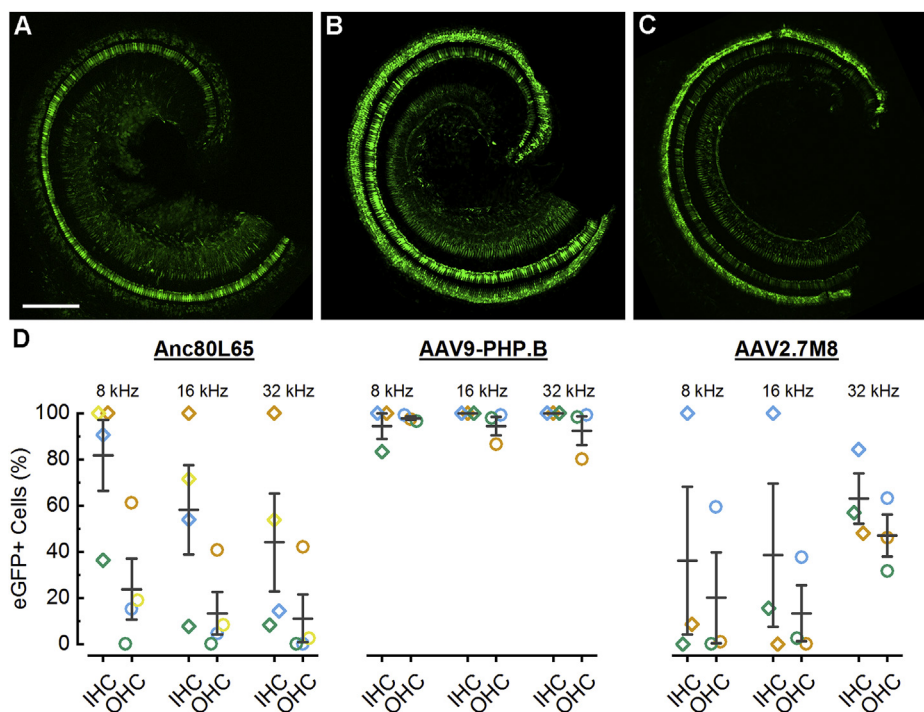 A B C
D
Anc80L65 AAV9-PHP.B AAV2.7M8
8 kHz 16 kHz 32 kHz 8 kHz 16 kHz 32 kHz 8 kHz 16 kHz 32 kHz
eGFP+ Cells (%)
100
80
60
40
20
0
IHC OHC IHC OHC IHC OHC IHC OHC IHC OHC IHC OHC IHC OHC IHC OHC IHC OHC